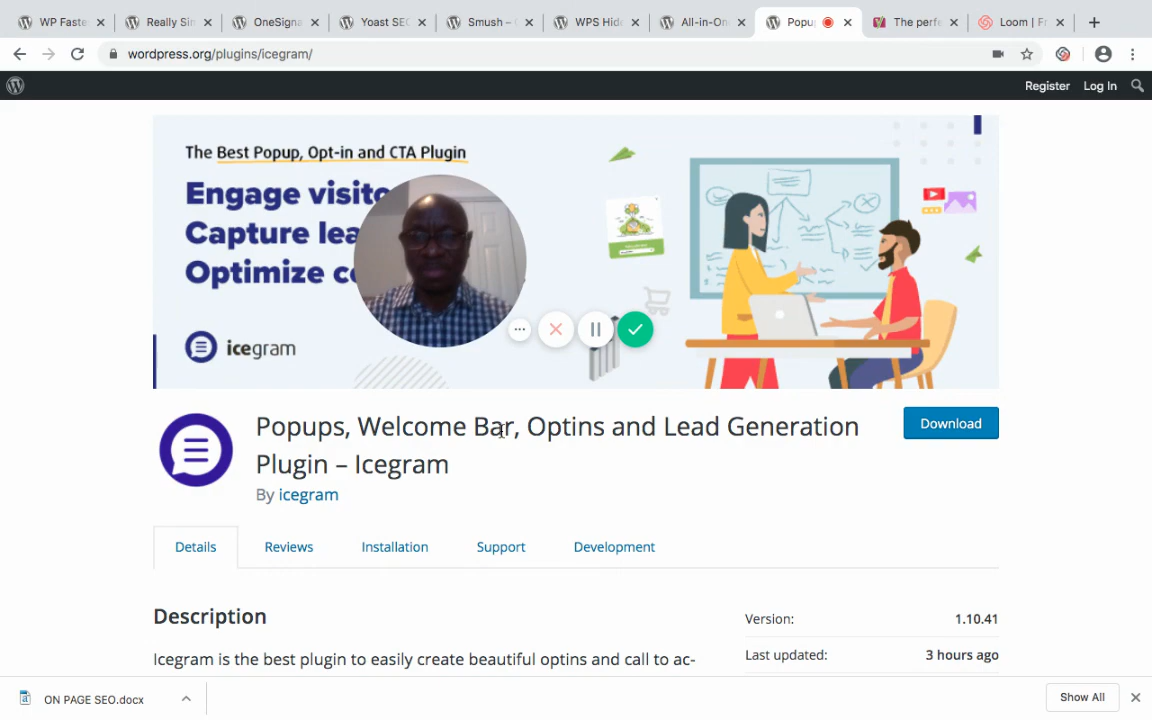 WP Faste
Really Sin
OneSigna
Yoast SEO
Smush –
WPS Hide
All-in-On
Popu
The perfe
Loom | Fr
wordpress.org/plugins/icegram/
Register
Log In
The Best Popup, Opt-in and CTA Plugin
Engage visito
Capture lea
Optimize c
icegram
Popups, Welcome Bar, Optins and Lead Generation
Plugin – Icegram
Download
By icegram
Details
Reviews
Installation
Support
Development
Description
Version:
1.10.41
Icegram is the best plugin to easily create beautiful optins and call to ac-
Last updated:
3 hours ago
ON PAGE SEO.docx
Show All